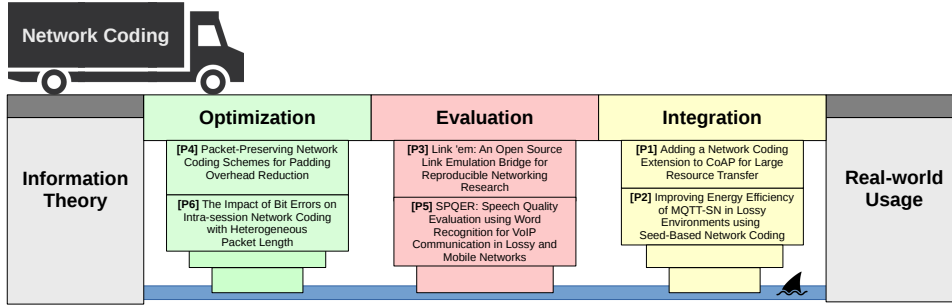 Network Coding
Optimization
Evaluation
Integration
Information
Theory
[P4] Packet-Preserving Network
Coding Schemes for Padding
Overhead Reduction
[P6] The Impact of Bit Errors on
Intra-session Network Coding
with Heterogeneous
Packet Length
[P3] Link 'em: An Open Source
Link Emulation Bridge for
Reproducible Networking
Research
[P5] SPQER: Speech Quality
Evaluation using Word
Recognition for VoIP
Communication in Lossy and
Mobile Networks
[P1] Adding a Network Coding
Extension to CoAP for Large
Resource Transfer
[P2] Improving Energy Efficiency
of MQTT-SN in Lossy
Environments using
Seed-Based Network Coding
Real-world
Usage